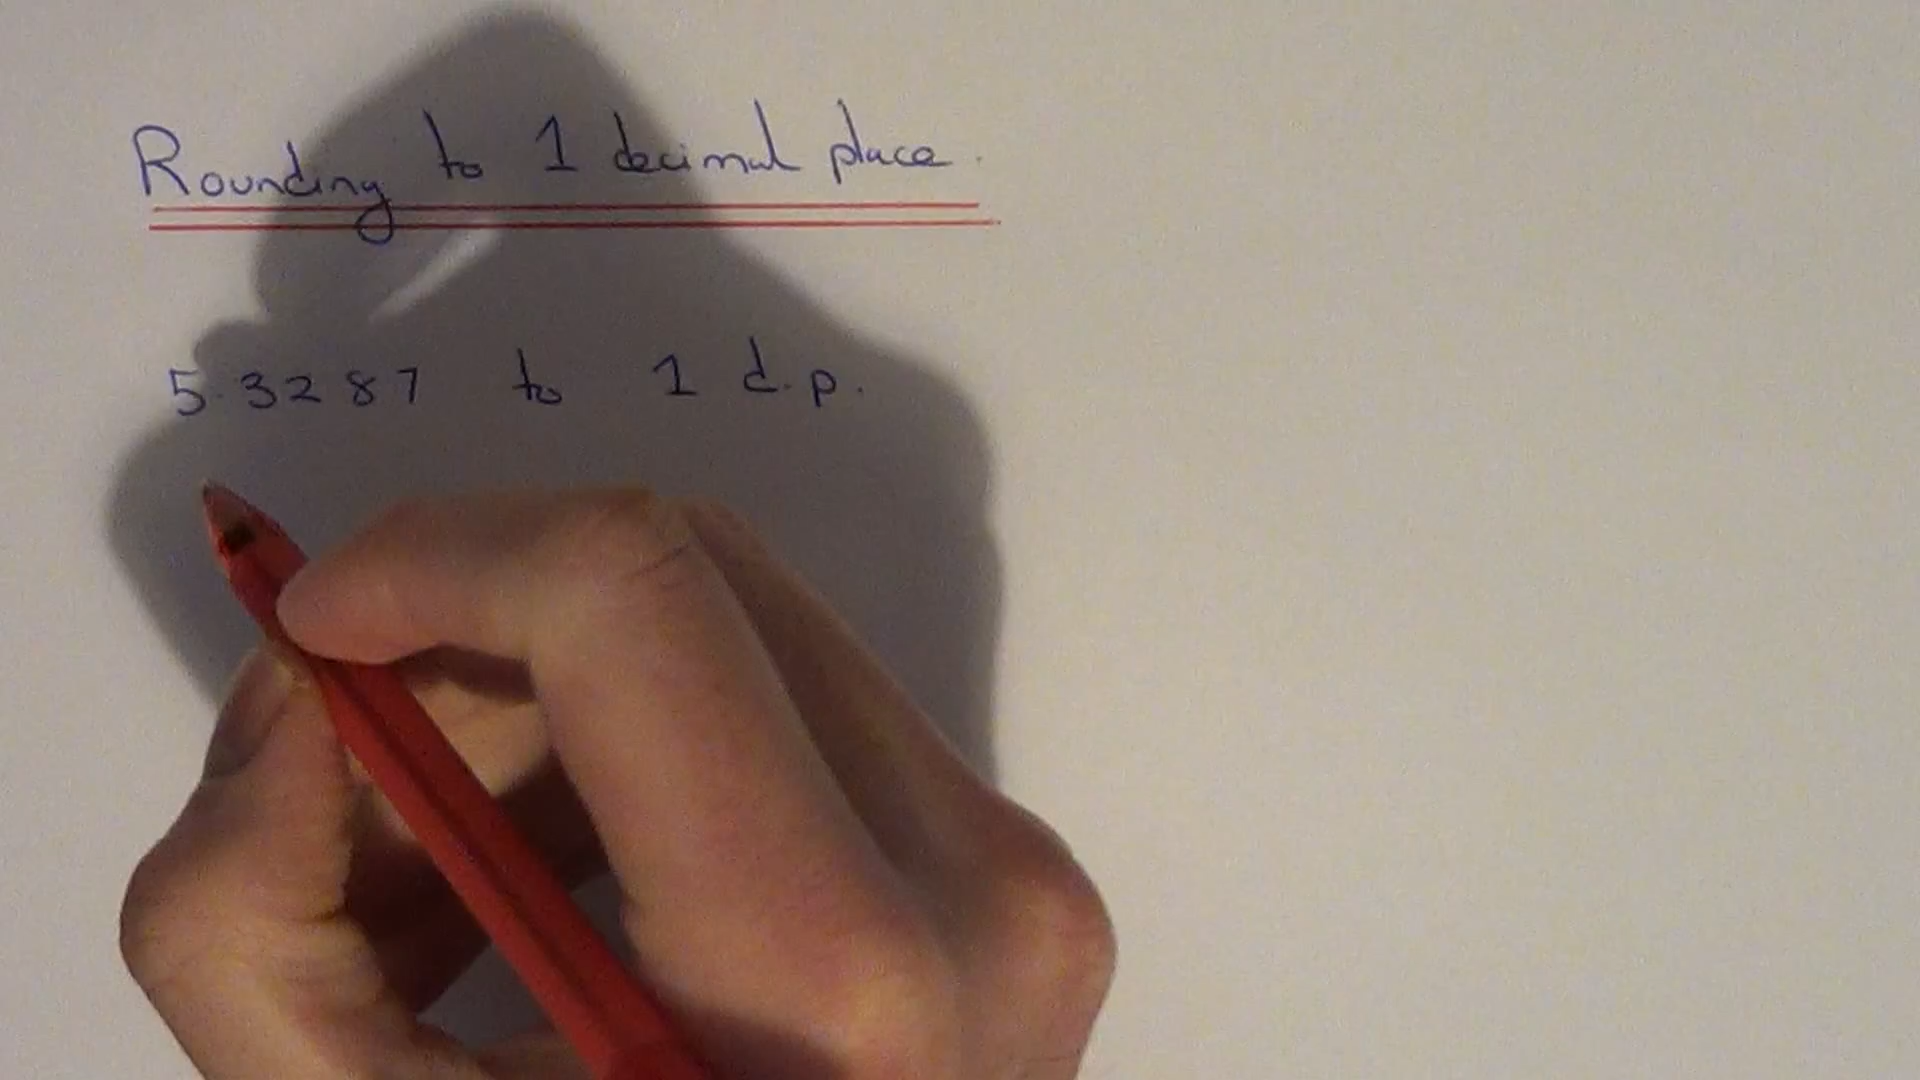 Rounding to 1 decimal place.
5.3287 to 1 d.p.